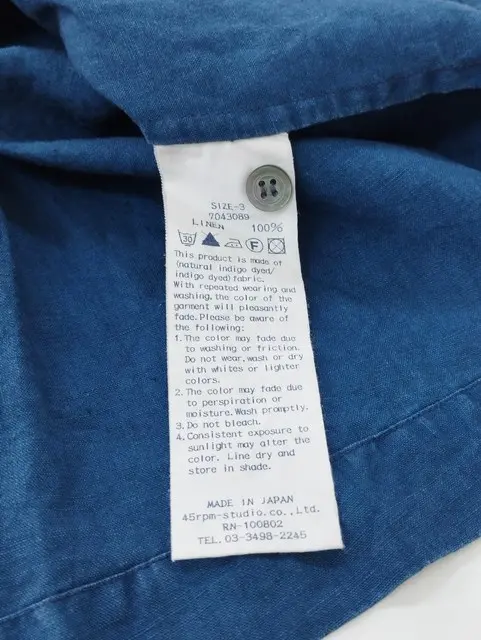 SIZE-3
7043089
LINEN 100%
30 F
This product is made of
(natural indigo dyed/
indigo dyed)fabric.
With repeated wearing and
washing, the color of the
garment will pleasantly
fade. Please be aware of
the following:
1. The color may fade due
to washing or friction.
Do not wear, wash or dry
with whites or lighter
colors.
2. The color may fade due
to perspiration or
moisture. Wash promptly.
3. Do not bleach.
4. Consistent exposure to
sunlight may alter the
color. Line dry and
store in shade.
MADE IN JAPAN
45rpm-studio.co.,Ltd.
RN-100802
TEL. 03-3498-2245